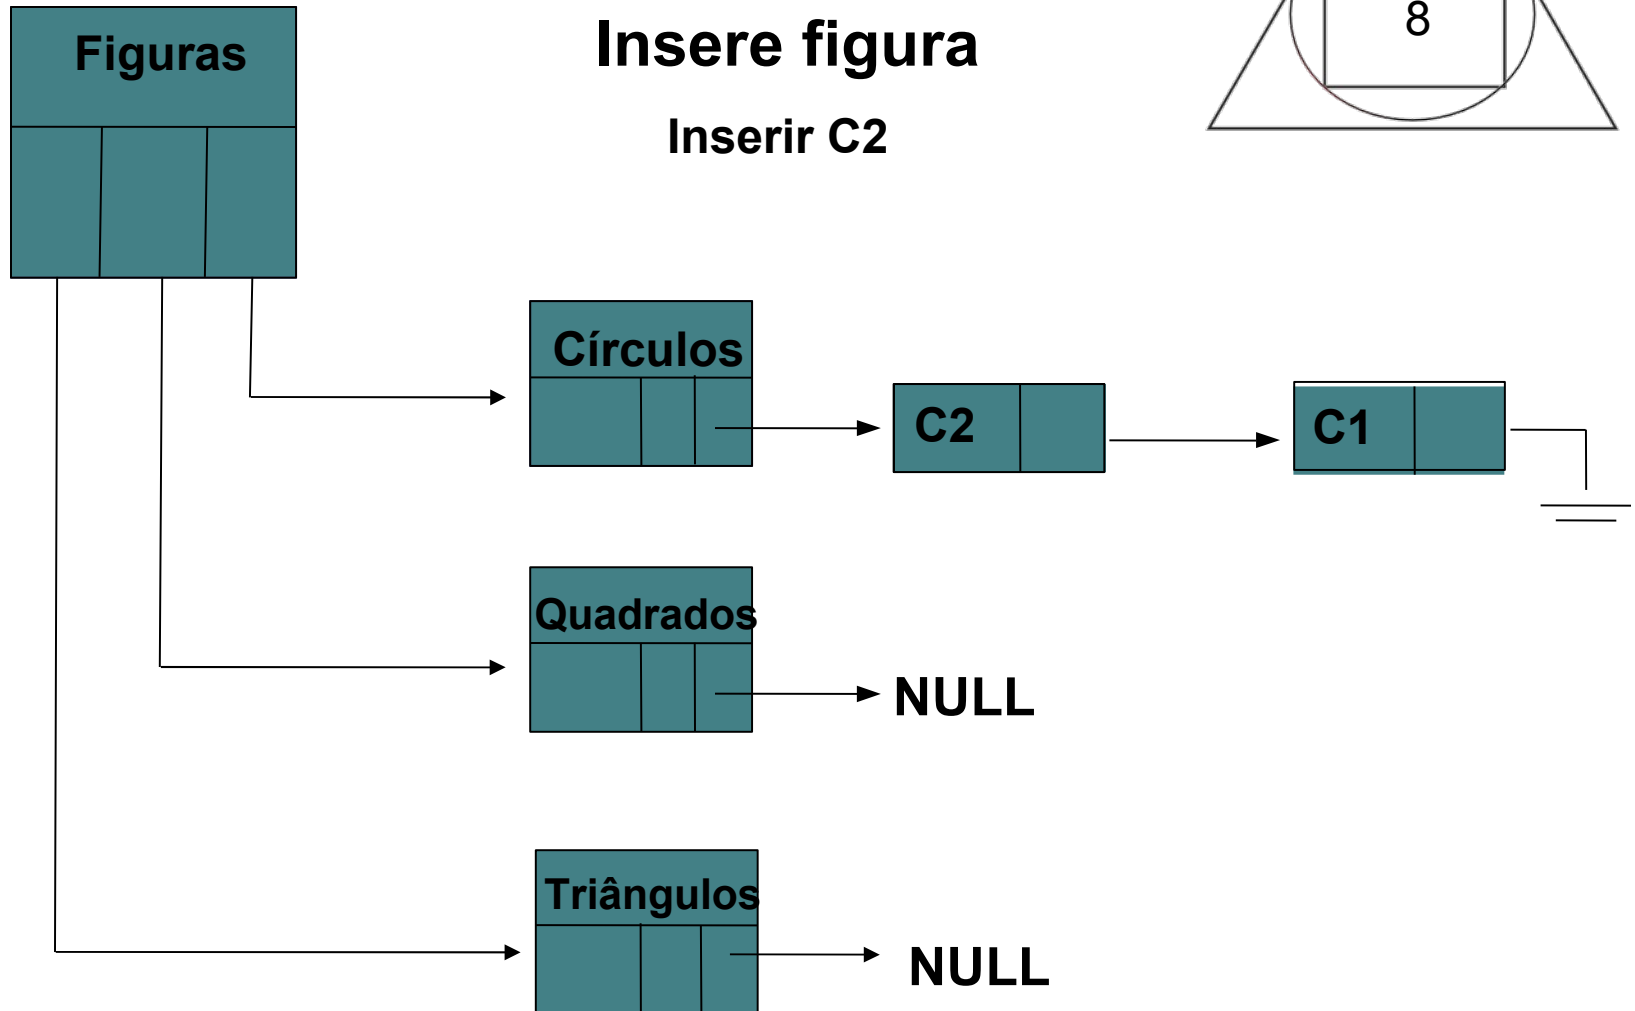 Insere figura
Inserir C2
8
Figuras
Círculos
C2
C1
Quadrados
NULL
Triângulos
NULL